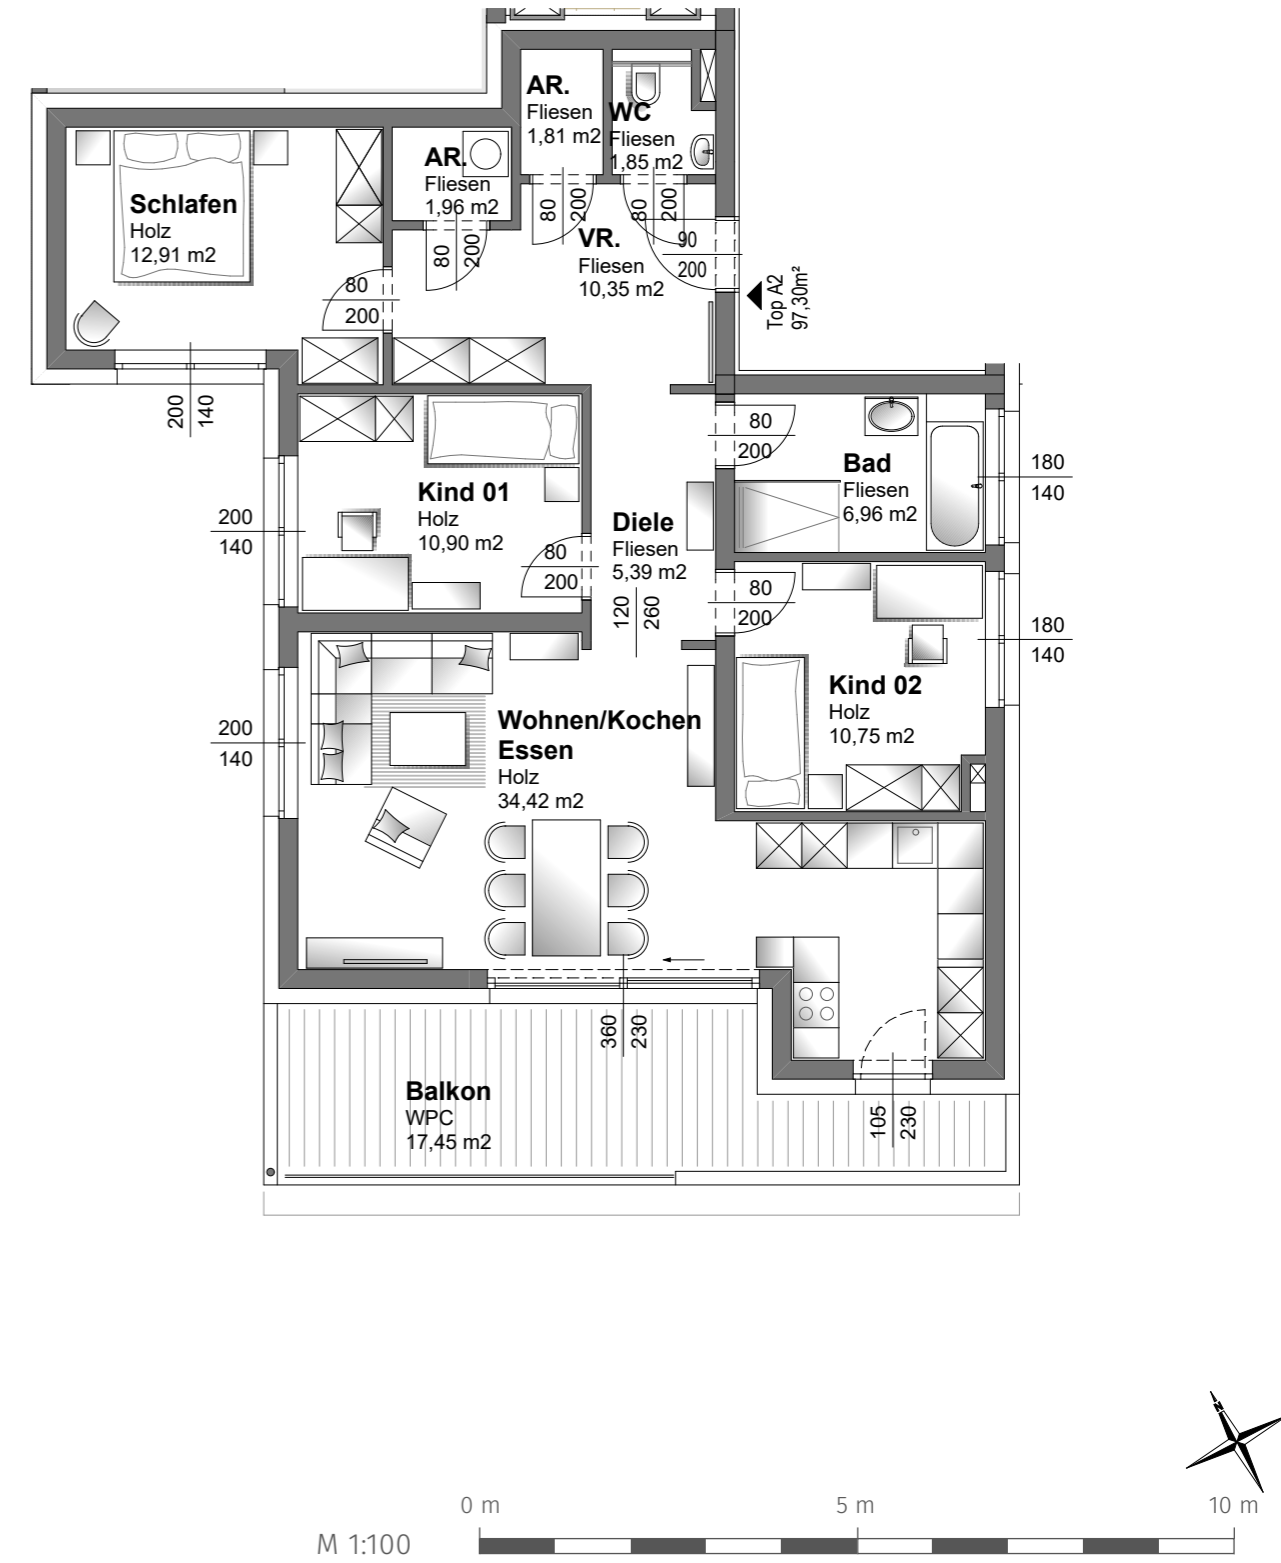 AR.
Fliesen
1,81 m2
WC
Fliesen
1,85 m2
AR.
Fliesen
1,96 m2
Schlafen
Holz
12,91 m2
80
200
80
200
80
200
VR.
Fliesen
10,35 m2
90
200
80
200
Top A2
97,30m²
200
140
80
200
Bad
Fliesen
6,96 m2
180
140
Kind 01
Holz
10,90 m2
200
140
80
200
Diele
Fliesen
5,39 m2
120
260
80
200
180
140
Kind 02
Holz
10,75 m2
Wohnen/Kochen
Essen
Holz
34,42 m2
200
140
360
230
Balkon
WPC
17,45 m2
105
230
N
0 m
5 m
10 m
M 1:100